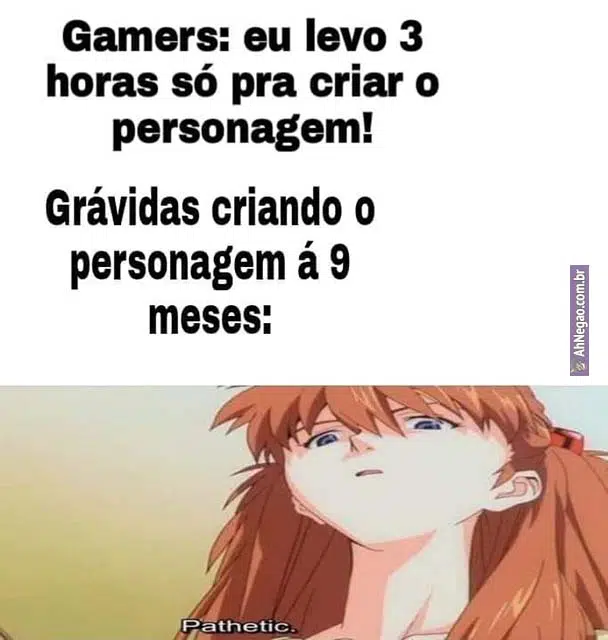 Gamers: eu levo 3
horas só pra criar o
personagem!
Grávidas criando o
personagem á 9
meses:
AhNegao.com.br
Pathetic.